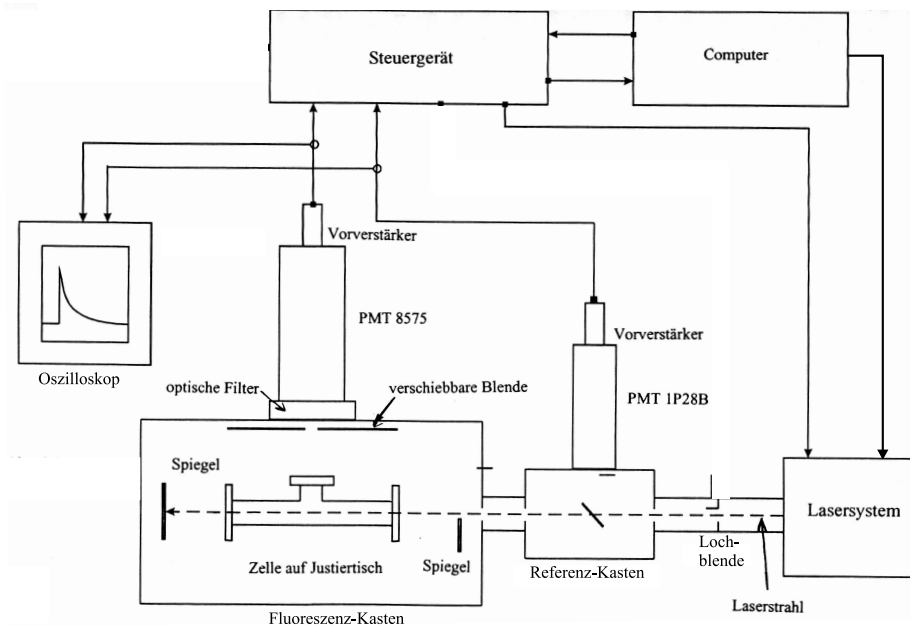 Steuergerät
Computer
Vorverstärker
PMT 8575
Vorverstärker
Oszilloskop
optische Filter
verschiebbare Blende
PMT 1P28B
Spiegel
Lasersystem
Zelle auf Justiertisch
Spiegel
Referenz-Kasten
Loch-
blende
Laserstrahl
Fluoreszenz-Kasten